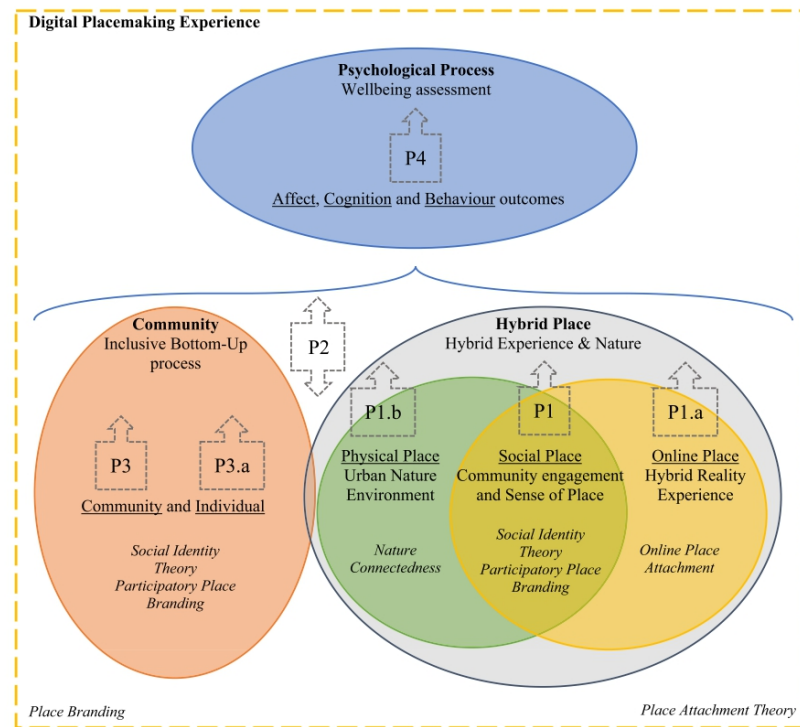 Digital Placemaking Experience
Psychological Process
Wellbeing assessment
P4
Affect, Cognition and Behaviour outcomes
Community
Inclusive Bottom-Up
process
P3
P3.a
Community and Individual
Social Identity
Theory
Participatory Place
Branding
P2
Hybrid Place
Hybrid Experience & Nature
P1.b
Physical Place
Urban Nature
Environment
Nature
Connectedness
P1
Social Place
Community engagement
and Sense of Place
Social Identity
Theory
Participatory Place
Branding
P1.a
Online Place
Hybrid Reality
Experience
Online Place
Attachment
Place Branding
Place Attachment Theory